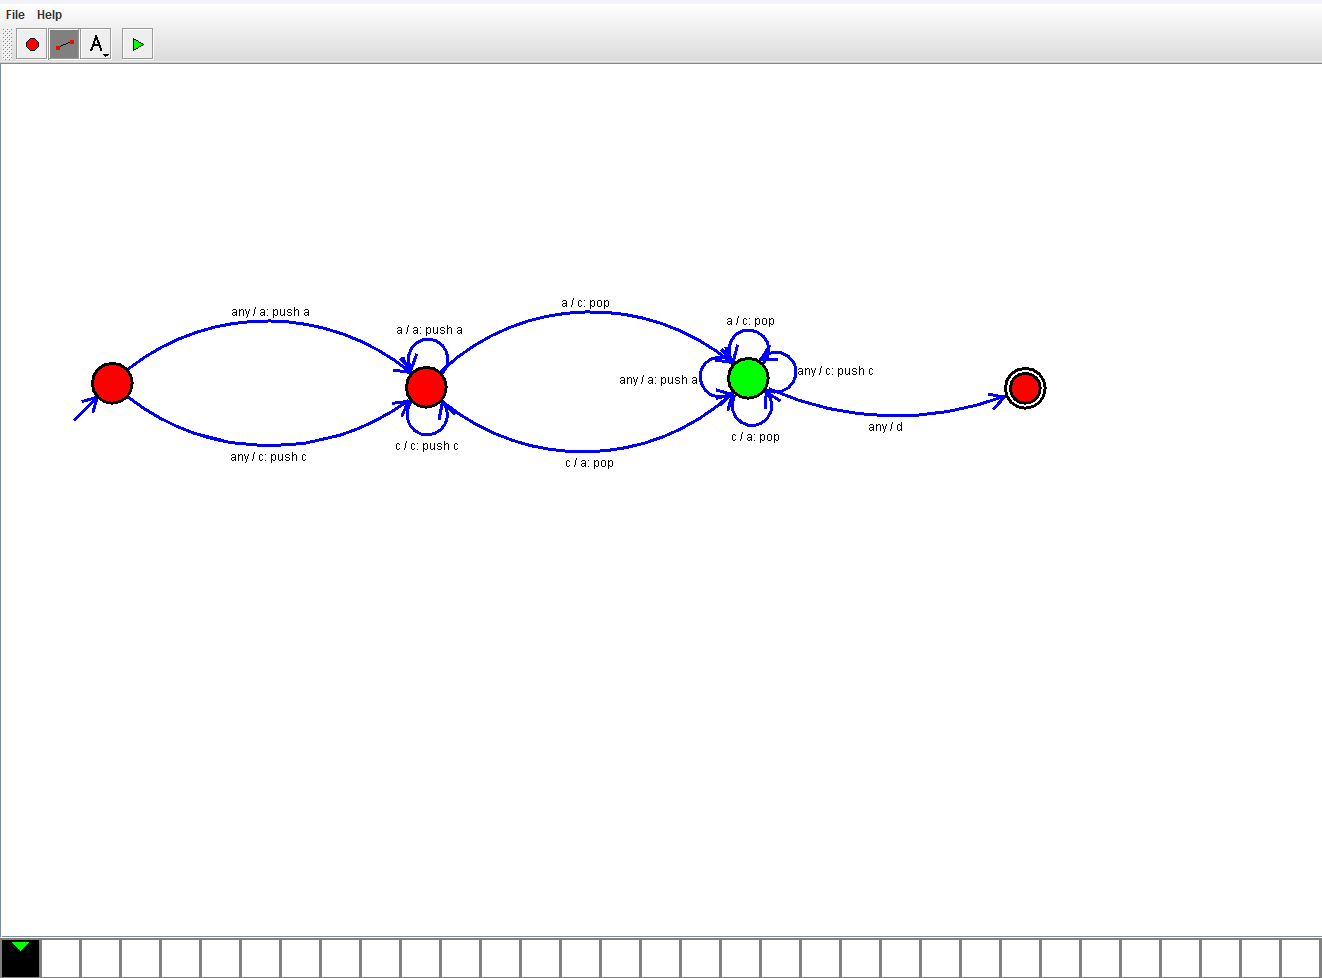 File Help
A
any / a: push a
a / c: pop
a / a: push a
a / c: pop
any / a: push a
any / c: push c
any / d
c / a: pop
c / c: push c
any / c: push c
c / a: pop